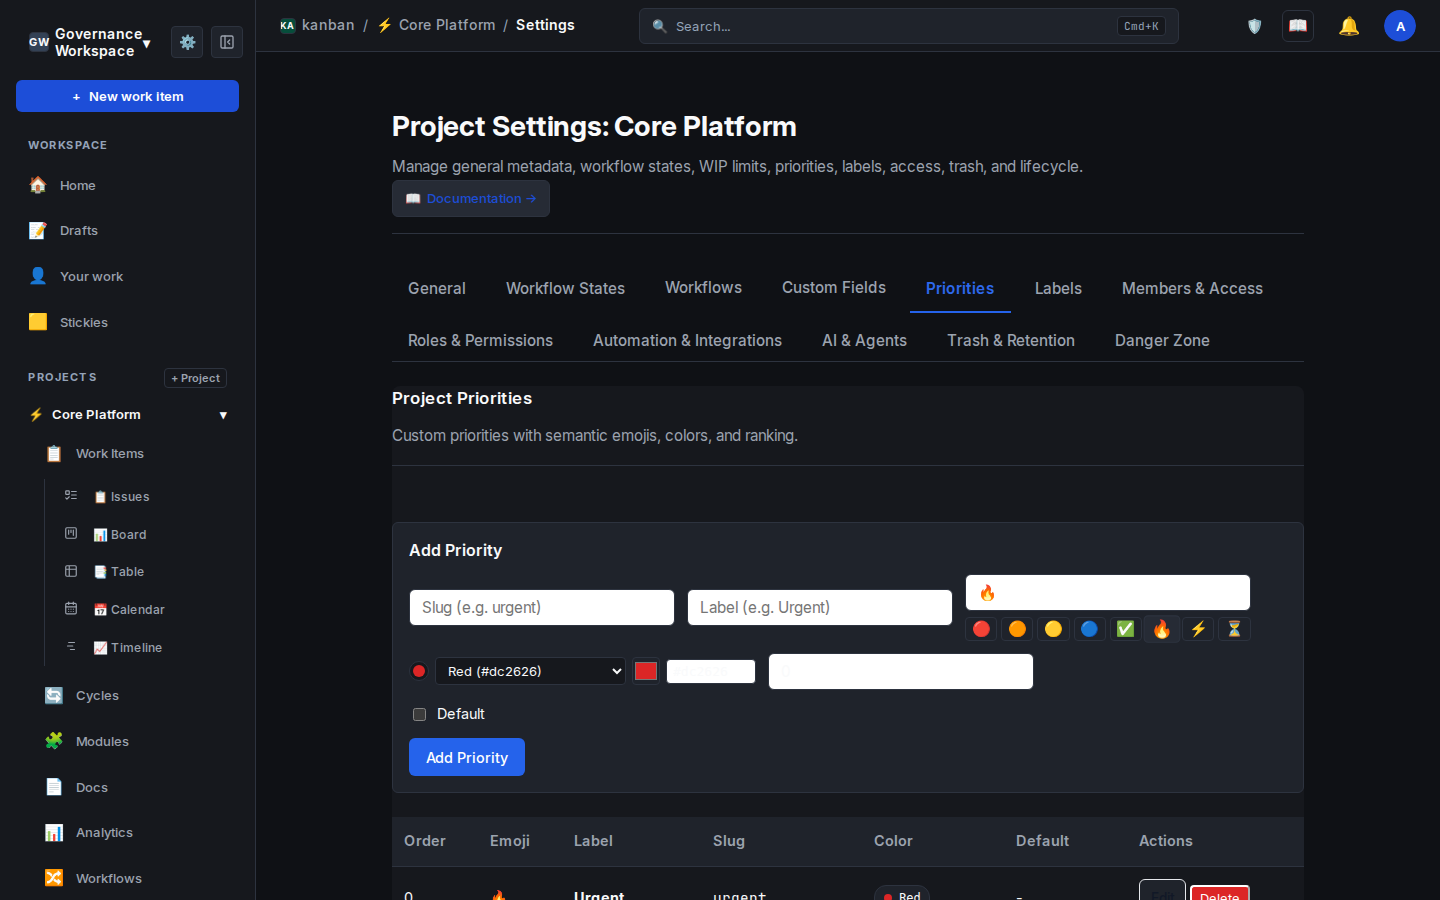 GW Governance Workspace ▾
+ New work item
WORKSPACE
Home
Drafts
Your work
Stickies
PROJECTS
+ Project
Core Platform ▾
Work Items
Issues
Board
Table
Calendar
Timeline
Cycles
Modules
Docs
Analytics
Workflows
KA kanban / Core Platform / Settings
Search...
Cmd+K
A
Project Settings: Core Platform
Manage general metadata, workflow states, WIP limits, priorities, labels, access, trash, and lifecycle.
Documentation →
General Workflow States Workflows Custom Fields Priorities Labels Members & Access
Roles & Permissions Automation & Integrations AI & Agents Trash & Retention Danger Zone
Project Priorities
Custom priorities with semantic emojis, colors, and ranking.
Add Priority
Slug (e.g. urgent)
Label (e.g. Urgent)
Red (#dc2626)
0
Default
Add Priority
Order Emoji Label Slug Color Default Actions
0 Urgent urgent Red - Edit Delete